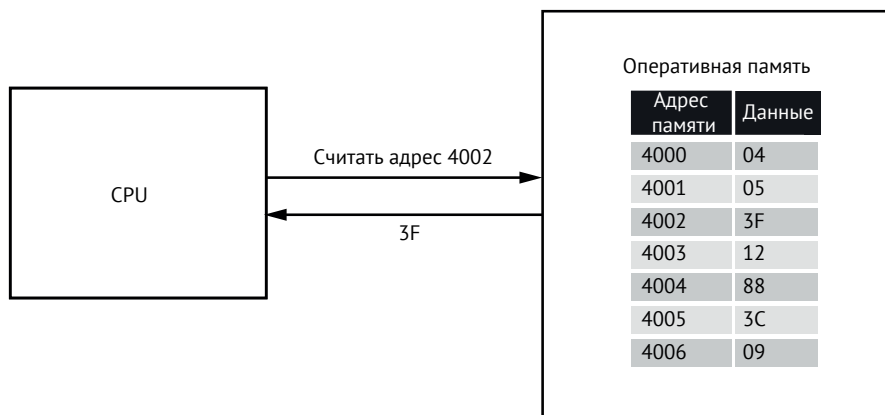 Оперативная память
Адрес памяти Данные
4000 04
Считать адрес 4002
4001 05
CPU
4002 3F
3F
4003 12
4004 88
4005 3C
4006 09